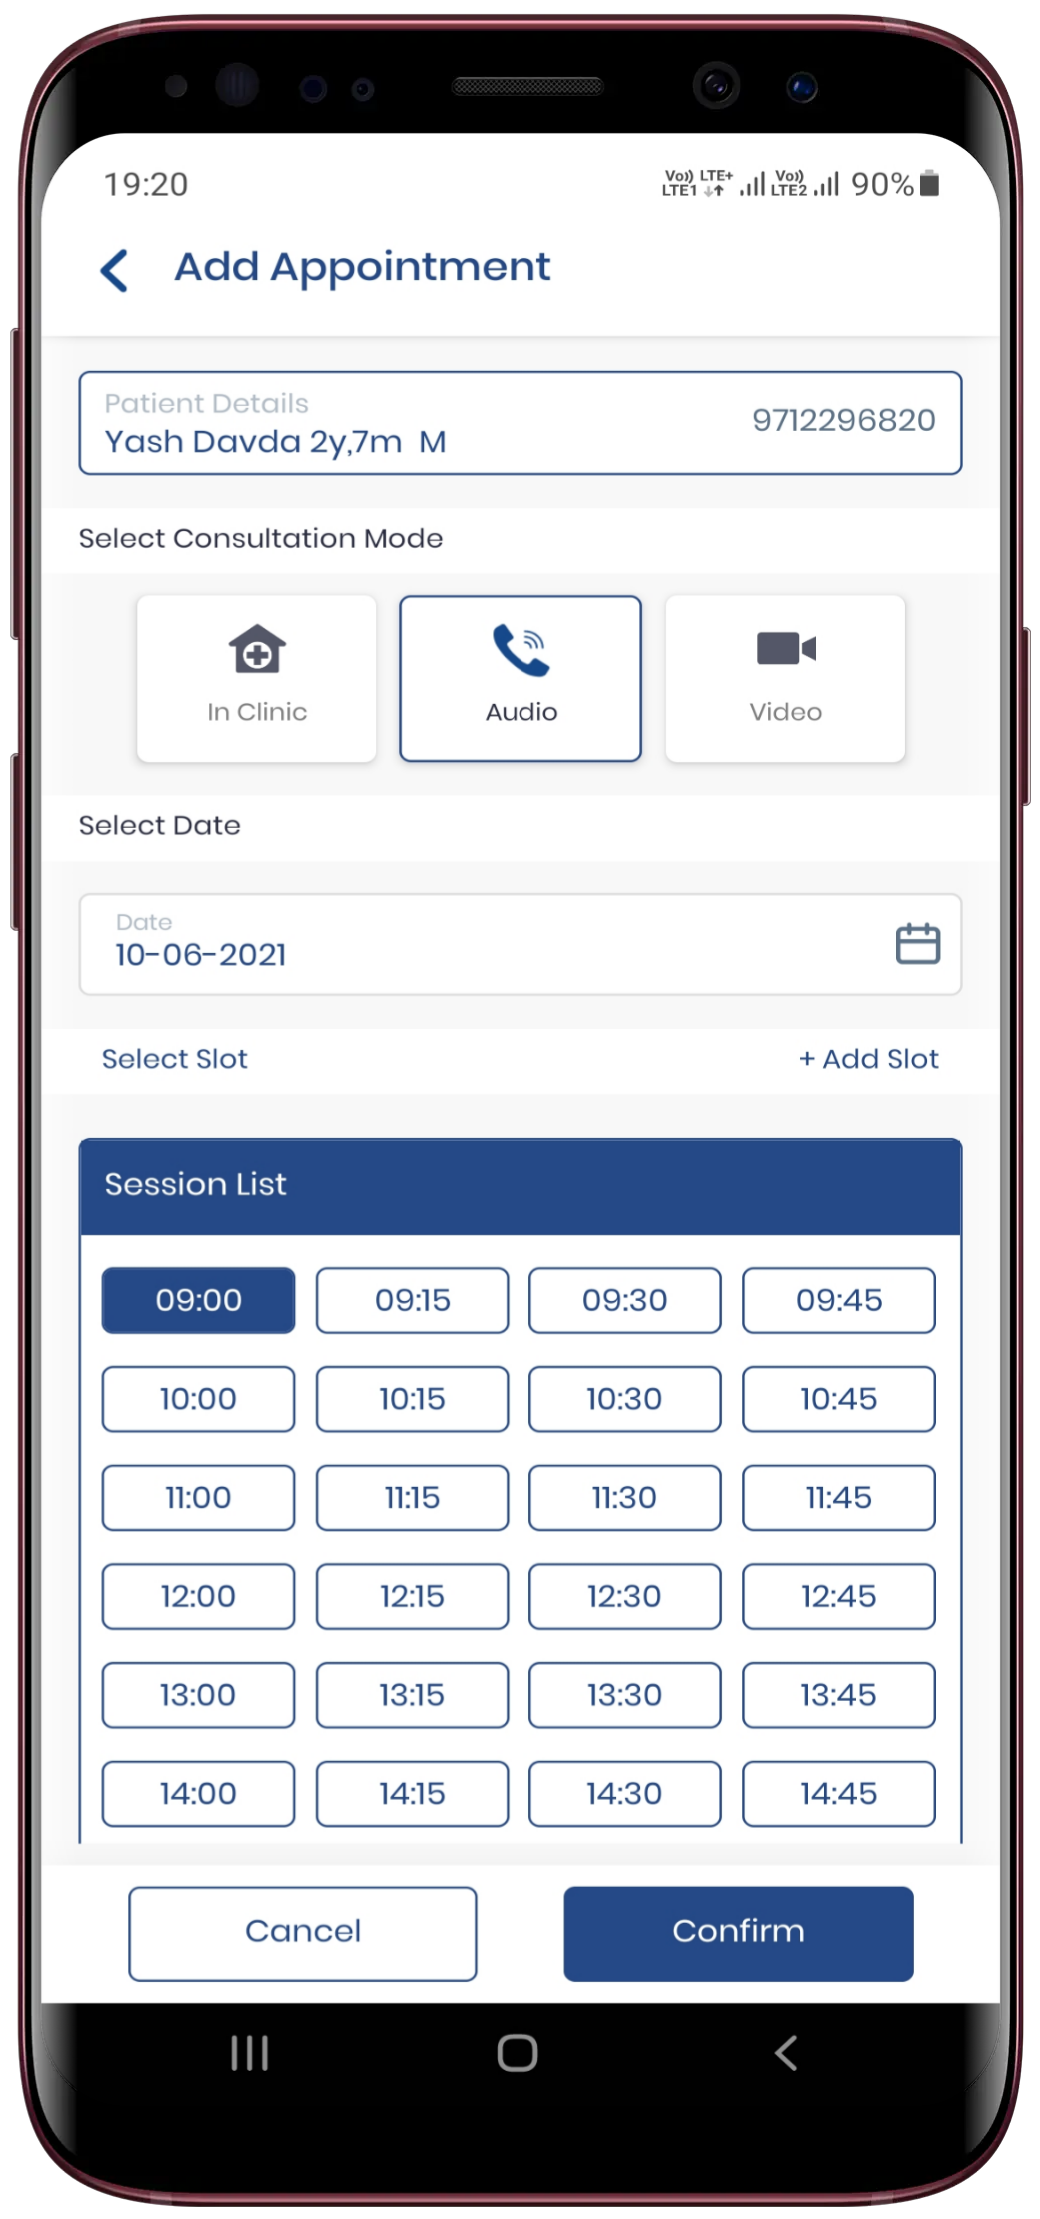 19:20 Vo)) LTE1 LTE+ Vo)) LTE2 90%
Add Appointment
Patient Details
Yash Davda 2y,7m M
9712296820
Select Consultation Mode
In Clinic Audio Video
Select Date
Date
10-06-2021
Select Slot + Add Slot
Session List
09:00 09:15 09:30 09:45
10:00 10:15 10:30 10:45
11:00 11:15 11:30 11:45
12:00 12:15 12:30 12:45
13:00 13:15 13:30 13:45
14:00 14:15 14:30 14:45
Cancel Confirm